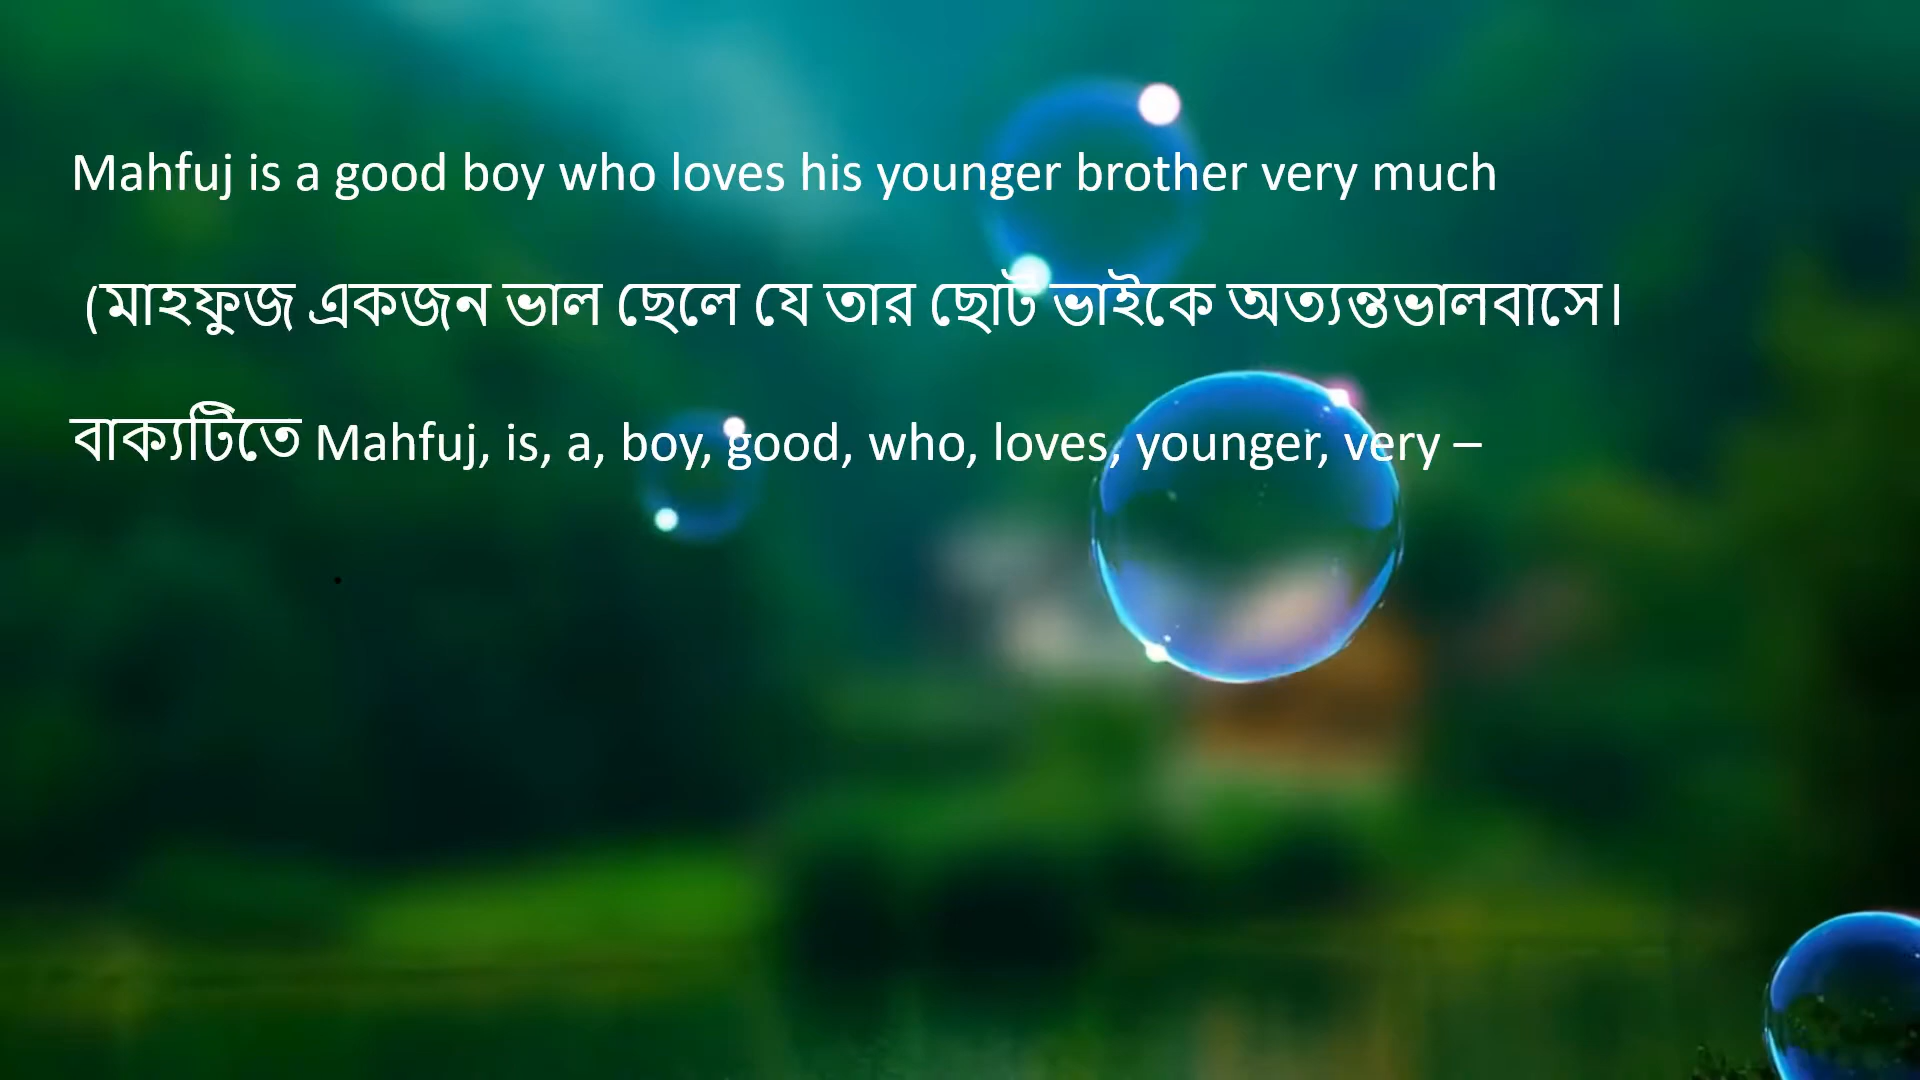 Mahfuj is a good boy who loves his younger brother very much
(মাহফুজ একজন ভাল ছেলে যে তার ছোট ভাইকে অত্যন্তভালবাসে।
বাক্যটিতে Mahfuj, is, a, boy, good, who, loves, younger, very –